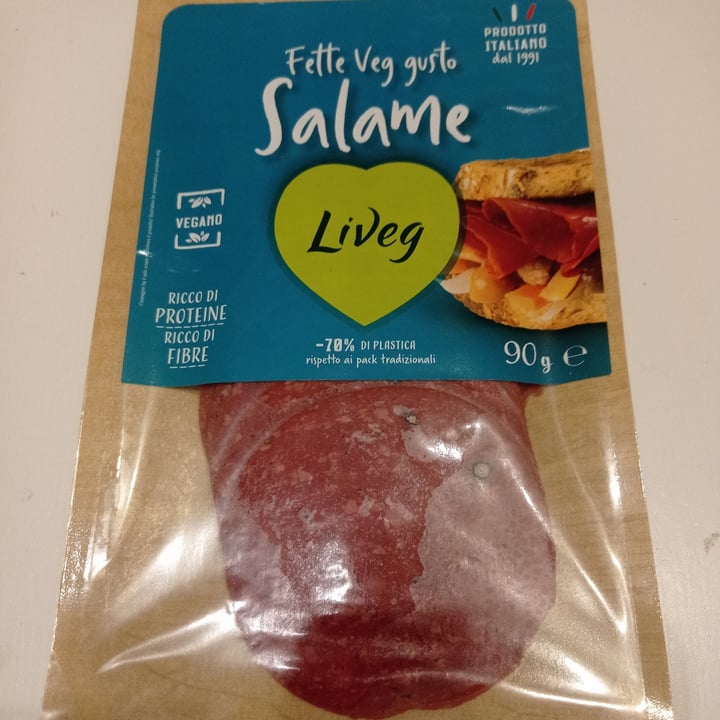 PRODOTTO
ITALIANO
dal 1991
Fette Veg gusto
Salame
VEGANO
Liveg
RICCO DI
PROTEINE
RICCO DI
FIBRE
-70% DI PLASTICA
rispetto ai pack tradizionali
90g e